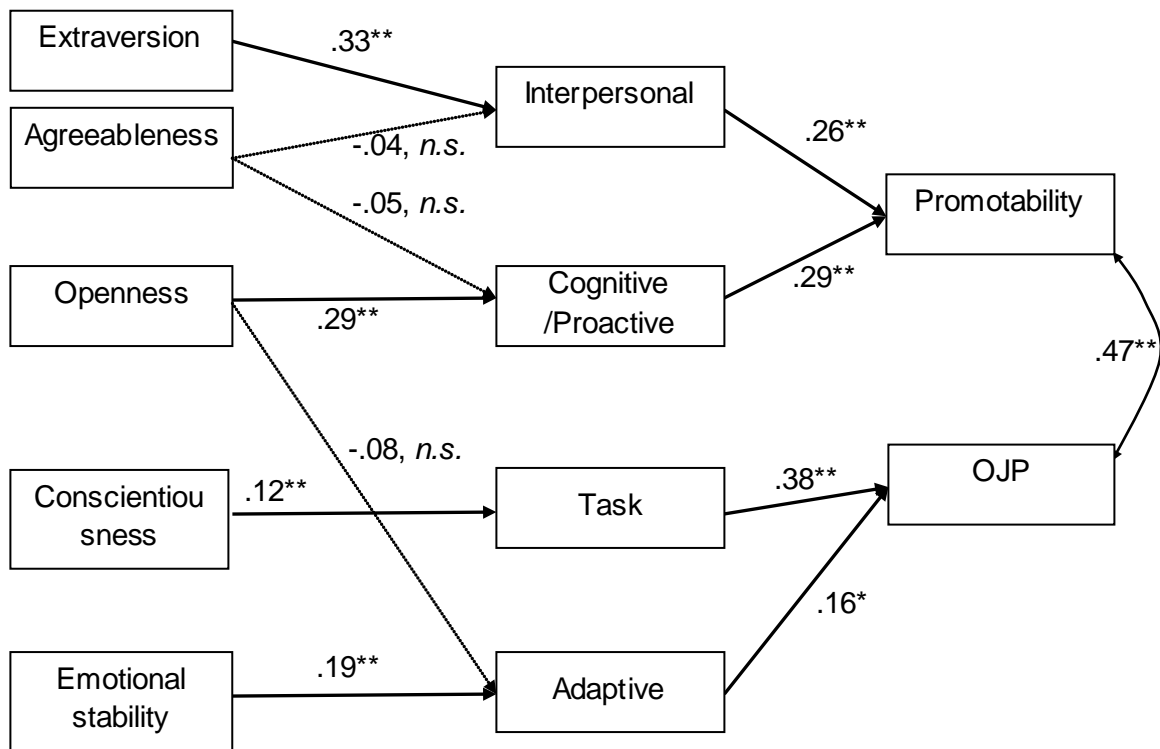 Extraversion
.33**
Interpersonal
Agreeableness
-.04, n.s.
.26**
-.05, n.s.
Promotability
Openness
.29**
Cognitive
/Proactive
.29**
.47**
-.08, n.s.
Conscientiou
sness
.12**
Task
.38**
OJP
.16*
Emotional
stability
.19**
Adaptive